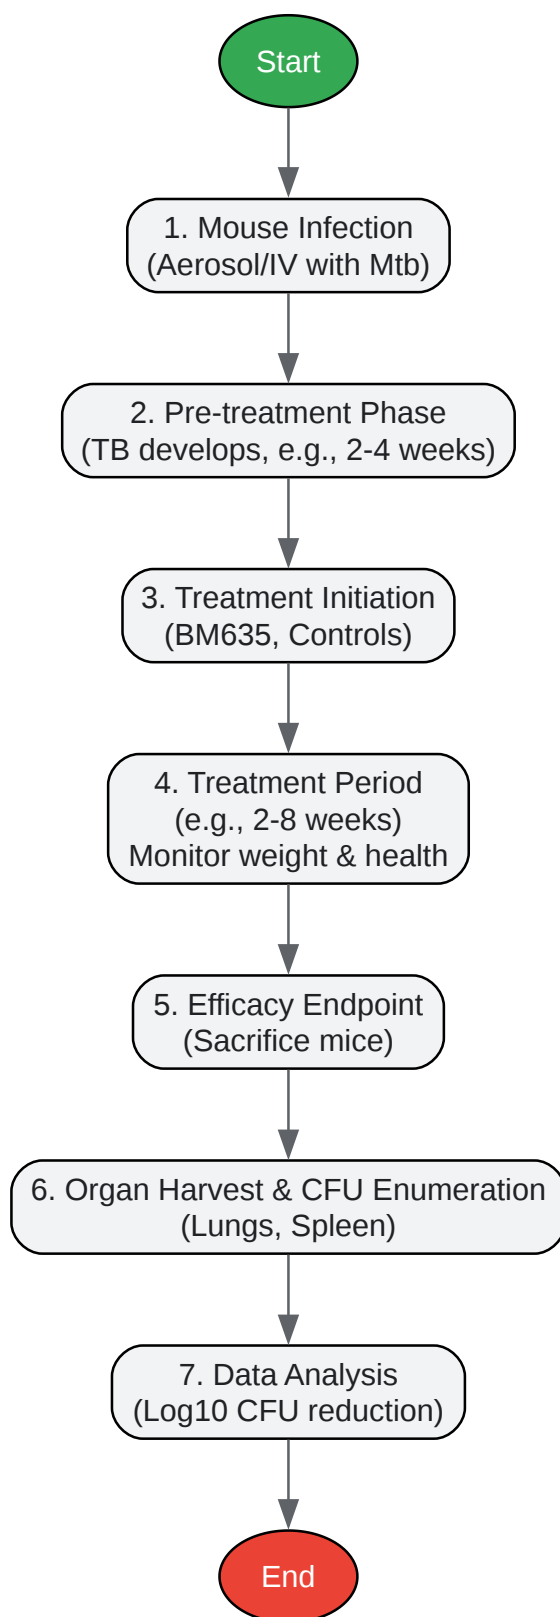 Start
1. Mouse Infection
(Aerosol/IV with Mtb)
2. Pre-treatment Phase
(TB develops, e.g., 2-4 weeks)
3. Treatment Initiation
(BM635, Controls)
4. Treatment Period
(e.g., 2-8 weeks)
Monitor weight & health
5. Efficacy Endpoint
(Sacrifice mice)
6. Organ Harvest & CFU Enumeration
(Lungs, Spleen)
7. Data Analysis
(Log10 CFU reduction)
End